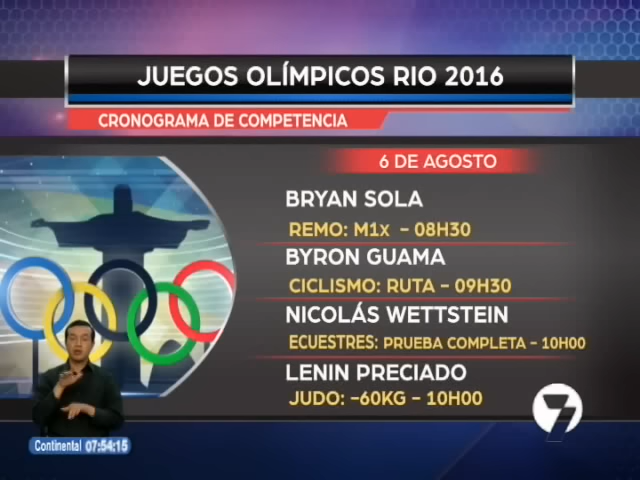 JUEGOS OLÍMPICOS RIO 2016
CRONOGRAMA DE COMPETENCIA
6 DE AGOSTO
BRYAN SOLA
REMO: M1x – 08H30
BYRON GUAMA
CICLISMO: RUTA – 09H30
NICOLÁS WETTSTEIN
ECUESTRES: PRUEBA COMPLETA – 10H00
LENIN PRECIADO
JUDO: –60KG – 10H00
7
Continental 07:54:15